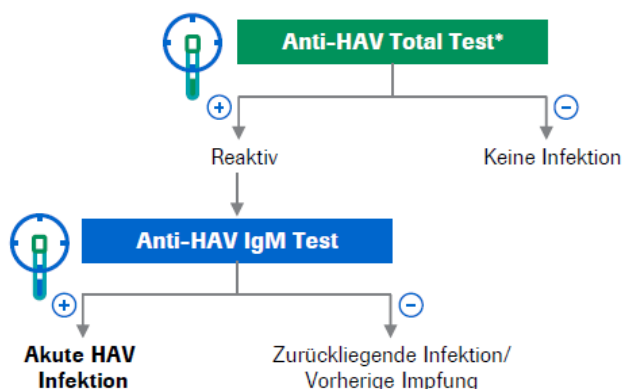 Anti-HAV Total Test*
+
−
Reaktiv
Keine Infektion
Anti-HAV IgM Test
+
−
Akute HAV
Infektion
Zurückliegende Infektion/
Vorherige Impfung